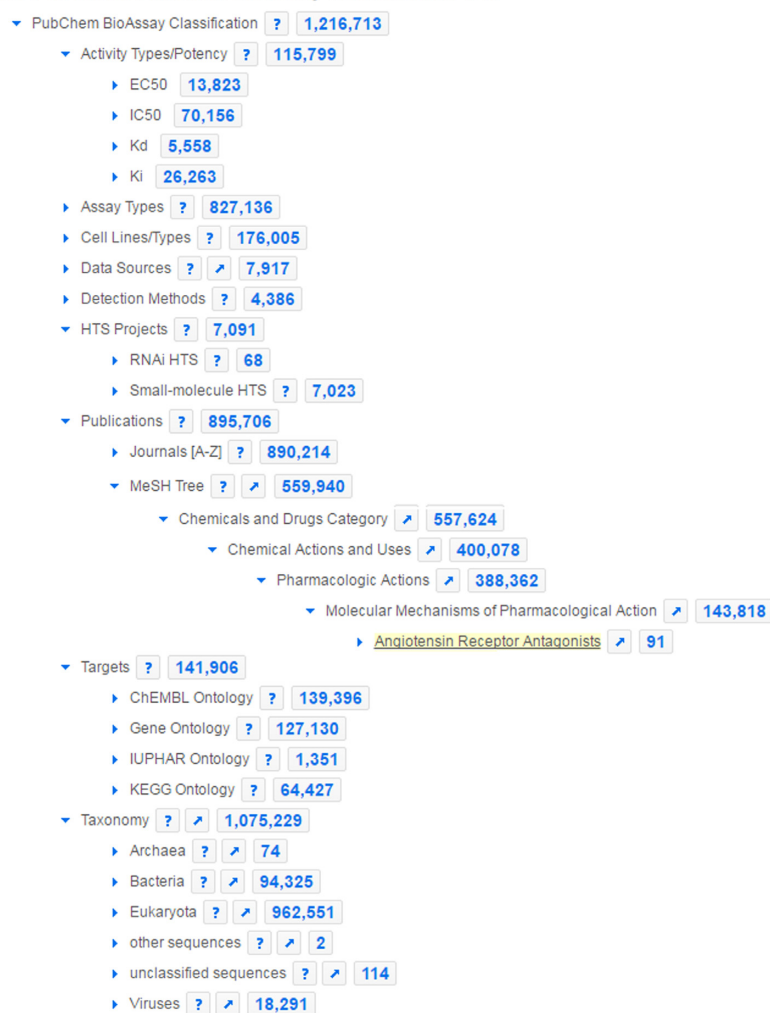 PubChem BioAssay Classification ? 1,216,713
Activity Types/Potency ? 115,799
EC50 13,823
IC50 70,156
Kd 5,558
Ki 26,263
Assay Types ? 827,136
Cell Lines/Types ? 176,005
Data Sources ? 7,917
Detection Methods ? 4,386
HTS Projects ? 7,091
RNAi HTS ? 68
Small-molecule HTS ? 7,023
Publications ? 895,706
Journals [A-Z] ? 890,214
MeSH Tree ? 559,940
Chemicals and Drugs Category 557,624
Chemical Actions and Uses 400,078
Pharmacologic Actions 388,362
Molecular Mechanisms of Pharmacological Action 143,818
Angiotensin Receptor Antagonists 91
Targets ? 141,906
ChEMBL Ontology ? 139,396
Gene Ontology ? 127,130
IUPHAR Ontology ? 1,351
KEGG Ontology ? 64,427
Taxonomy ? 1,075,229
Archaea ? 74
Bacteria ? 94,325
Eukaryota ? 962,551
other sequences ? 2
unclassified sequences ? 114
Viruses ? 18,291